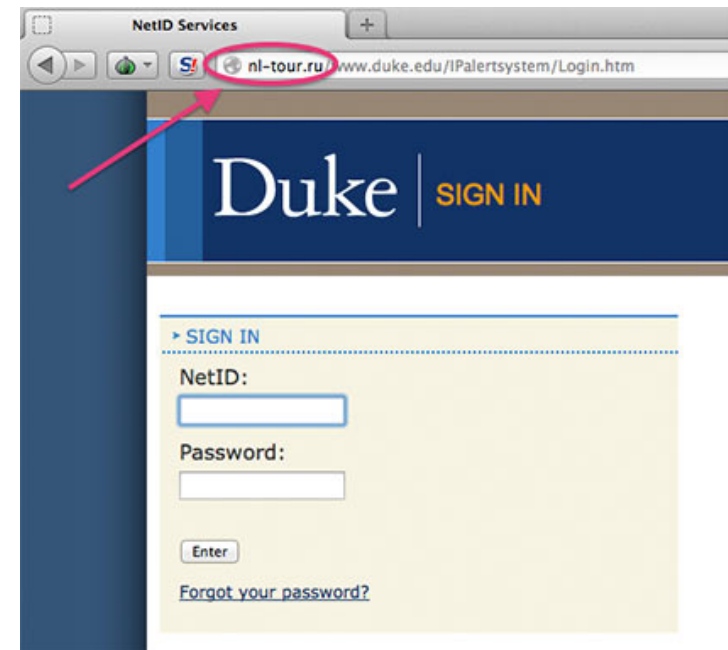 NetID Services
nl-tour.ru/www.duke.edu/IPalertsystem/Login.htm
Duke | SIGN IN
SIGN IN
NetID:
Password:
Enter
Forgot your password?